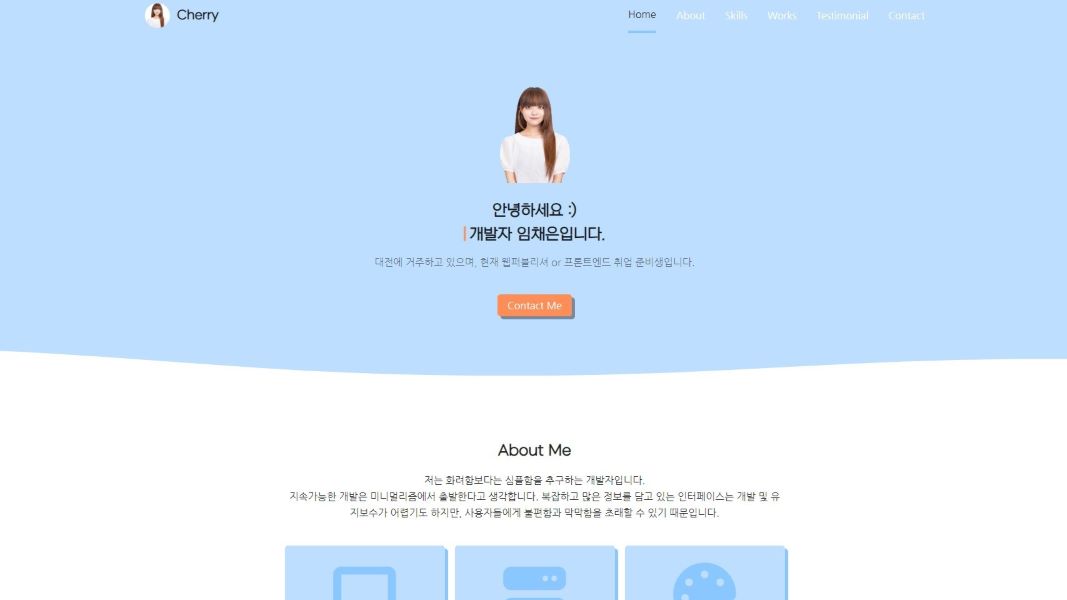 Cherry
Home About Skills Works Testimonial Contact
안녕하세요 :)
개발자 임채은입니다.
대전에 거주하고 있으며, 현재 웹퍼블리셔 or 프론트엔드 취업 준비생입니다.
Contact Me
About Me
저는 화려함보다는 심플함을 추구하는 개발자입니다.
지속가능한 개발은 미니멀리즘에서 출발한다고 생각합니다. 복잡하고 많은 정보를 담고 있는 인터페이스는 개발 및 유
지보수가 어렵기도 하지만, 사용자들에게 불편함과 막막함을 초래할 수 있기 때문입니다.